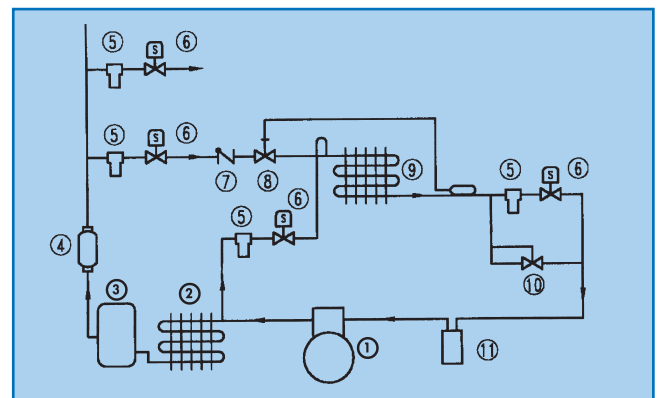 ⑤ ⑥
S
⑤ ⑥
S
⑦ ⑧ ⑨
⑤ ⑥
S
⑤ ⑥
S
④
③ ②
⑩
① ⑪